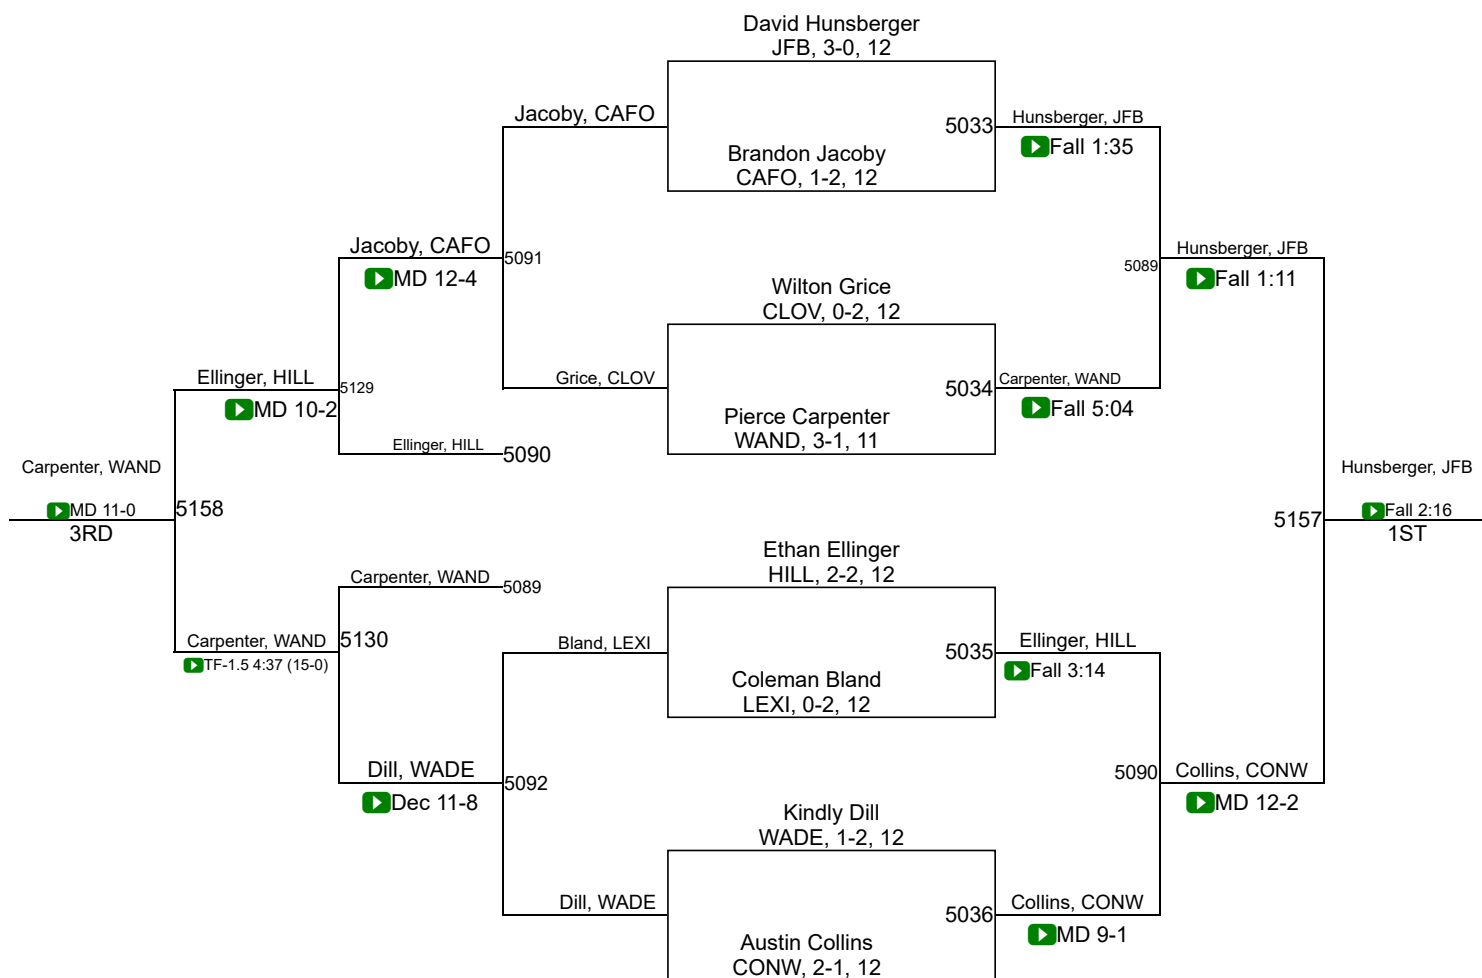 David Hunsberger
JFB, 3-0, 12
Jacoby, CAFO
5033
Hunsberger, JFB
Fall 1:35
Brandon Jacoby
CAFO, 1-2, 12
Jacoby, CAFO
MD 12-4
5091
5089
Hunsberger, JFB
Fall 1:11
Wilton Grice
CLOV, 0-2, 12
Ellinger, HILL
MD 10-2
5129
Grice, CLOV
5034
Carpenter, WAND
Fall 5:04
Pierce Carpenter
WAND, 3-1, 11
Ellinger, HILL
5090
Carpenter, WAND
MD 11-0
3RD
5158
5157
Hunsberger, JFB
Fall 2:16
1ST
Ethan Ellinger
HILL, 2-2, 12
Carpenter, WAND
5089
Carpenter, WAND
TF-1.5 4:37 (15-0)
5130
Bland, LEXI
5035
Ellinger, HILL
Fall 3:14
Coleman Bland
LEXI, 0-2, 12
Dill, WADE
Dec 11-8
5092
5090
Collins, CONW
MD 12-2
Kindly Dill
WADE, 1-2, 12
Dill, WADE
5036
Collins, CONW
MD 9-1
Austin Collins
CONW, 2-1, 12